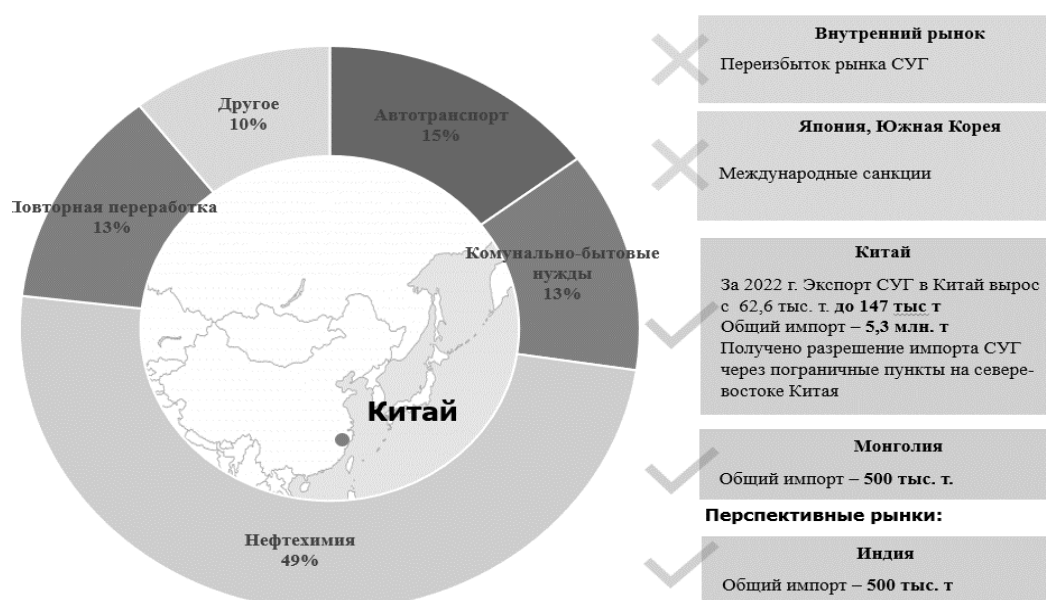 Другое
10%
Автотранспорт
15%
Повторная переработка
13%
Комунально-бытовые
нужды
13%
Китай
Нефтехимия
49%
Внутренний рынок
Переизбыток рынка СУГ
Япония, Южная Корея
Международные санкции
Китай
За 2022 г. Экспорт СУГ в Китай вырос
с 62,6 тыс. т. до 147 тыс т
Общий импорт – 5,3 млн. т
Получено разрешение импорта СУГ
через пограничные пункты на севере-
востоке Китая
Монголия
Общий импорт – 500 тыс. т.
Перспективные рынки:
Индия
Общий импорт – 500 тыс. т